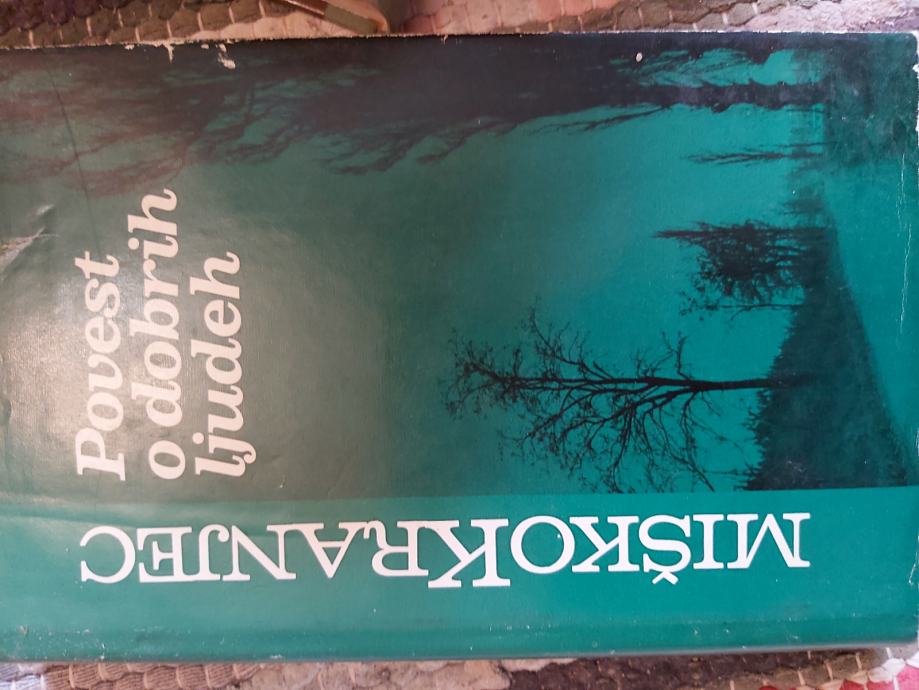 Povest
o dobrih
ljudeh
MIŠKO KRANJEC